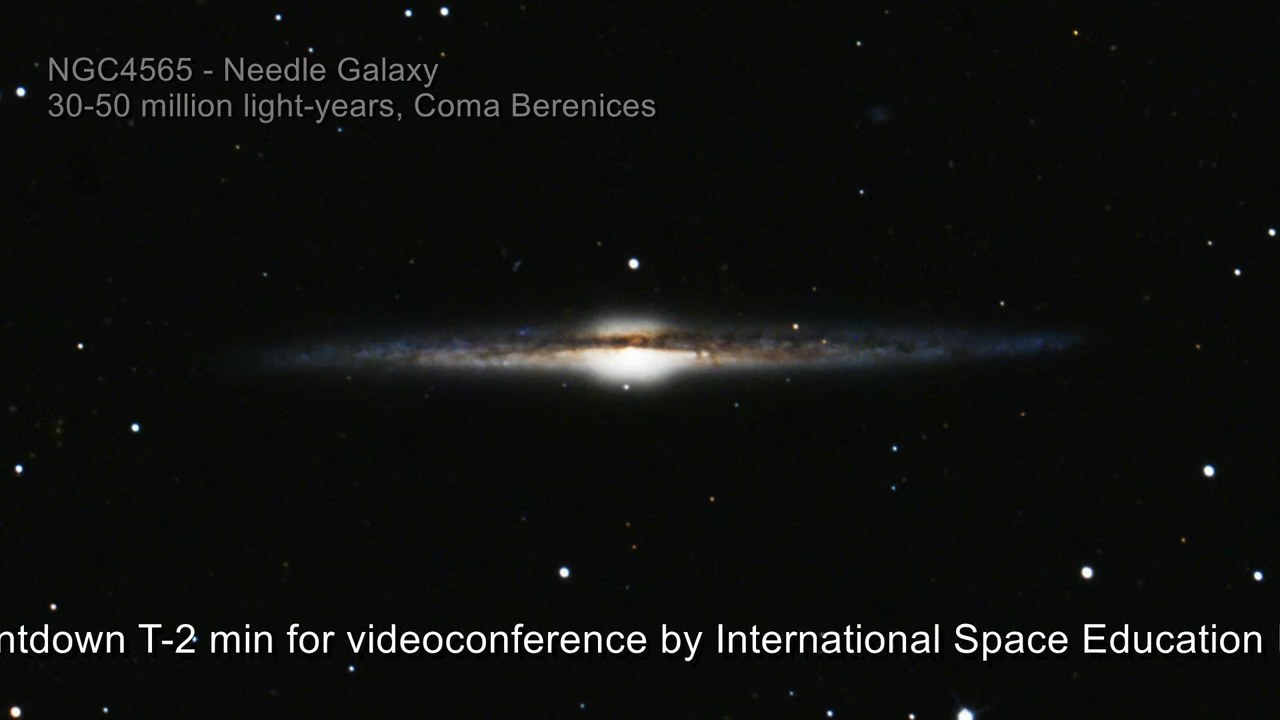 NGC4565 - Needle Galaxy
30-50 million light-years, Coma Berenices
ntdown T-2 min for videoconference by International Space Education